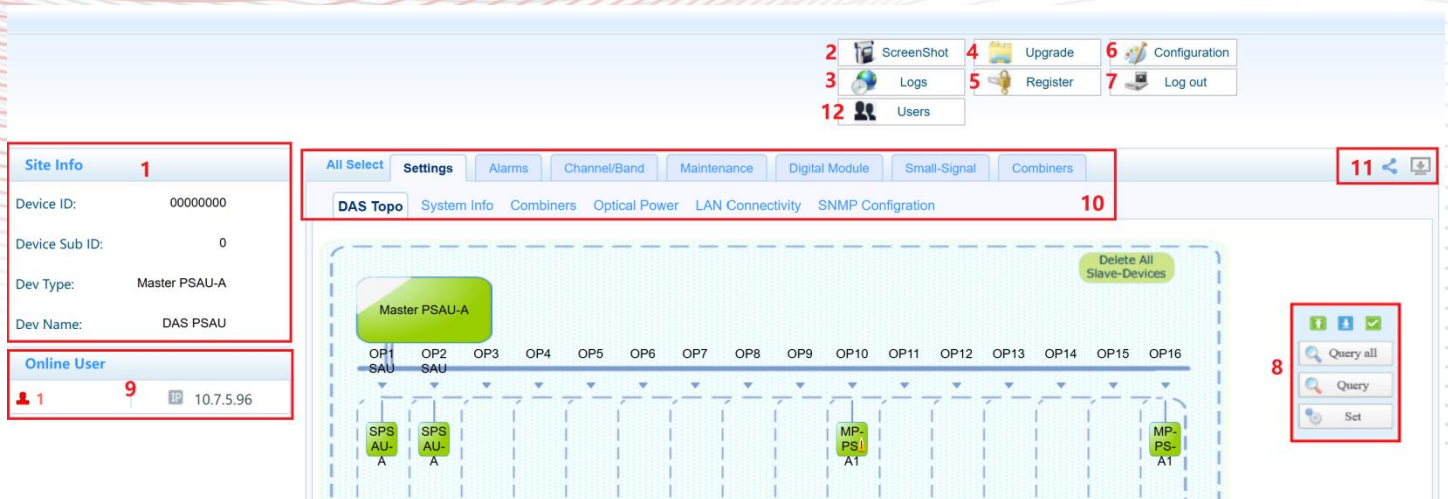 2 ScreenShot 4 Upgrade 6 Configuration
3 Logs 5 Register 7 Log out
12 Users
Site Info 1
Device ID: 00000000
Device Sub ID: 0
Dev Type: Master PSAU-A
Dev Name: DAS PSAU
Online User
1 9 IP 10.7.5.96
All Select Settings Alarms Channel/Band Maintenance Digital Module Small-Signal Combiners
11
DAS Topo System Info Combiners Optical Power LAN Connectivity SNMP Configration 10
Delete All
Slave-Devices
Master PSAU-A
OP1 OP2 OP3 OP4 OP5 OP6 OP7 OP8 OP9 OP10 OP11 OP12 OP13 OP14 OP15 OP16
SAU SAU
SPS SPS MP- MP-
AU- AU- PS! PS-
A A A1 A1
8
Query all
Query
Set